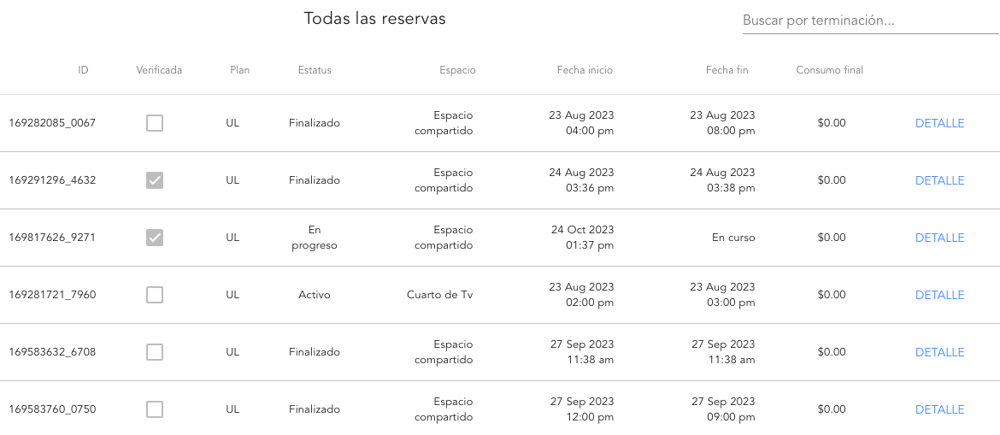 Todas las reservas
Buscar por terminación...
ID Verificada Plan Estatus Espacio Fecha inicio Fecha fin Consumo final
169282085_0067 UL Finalizado Espacio compartido 23 Aug 2023 04:00 pm 23 Aug 2023 08:00 pm $0.00 DETALLE
169291296_4632 UL Finalizado Espacio compartido 24 Aug 2023 03:36 pm 24 Aug 2023 03:38 pm $0.00 DETALLE
169817626_9271 UL En progreso Espacio compartido 24 Oct 2023 01:37 pm En curso $0.00 DETALLE
169281721_7960 UL Activo Cuarto de Tv 23 Aug 2023 02:00 pm 23 Aug 2023 03:00 pm $0.00 DETALLE
169583632_6708 UL Finalizado Espacio compartido 27 Sep 2023 11:38 am 27 Sep 2023 11:38 am $0.00 DETALLE
169583760_0750 UL Finalizado Espacio compartido 27 Sep 2023 12:00 pm 27 Sep 2023 09:00 pm $0.00 DETALLE